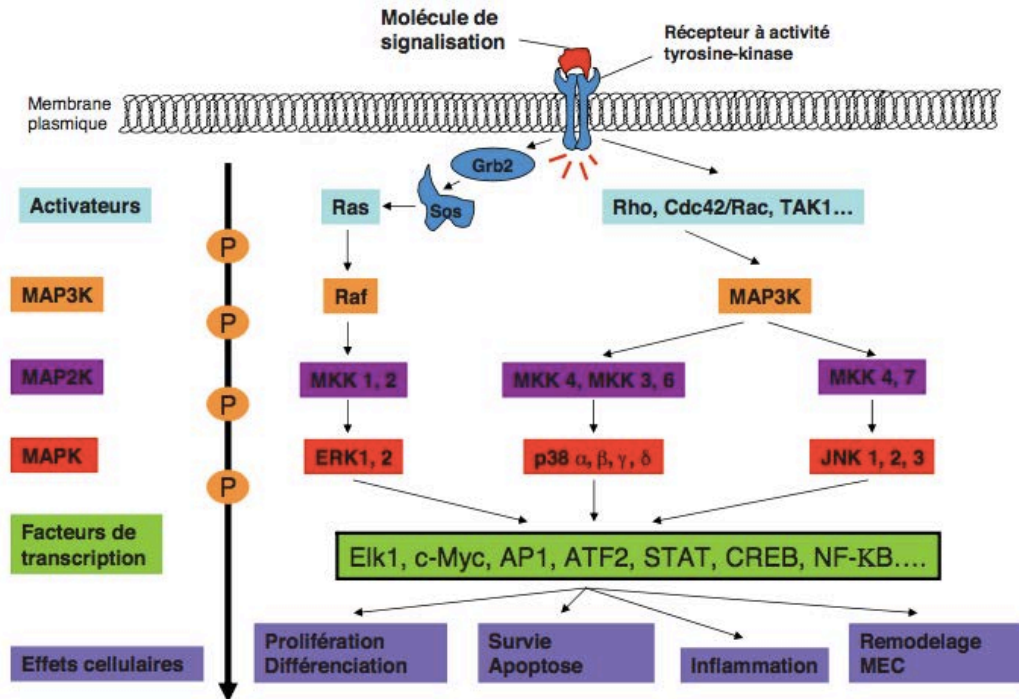 Molécule de
signalisation
Récepteur à activité
tyrosine-kinase
Membrane
plasmique
Grb2
Activateurs
Ras
Sos
Rho, Cdc42/Rac, TAK1…
P
MAP3K
Raf
MAP3K
P
MAP2K
MKK 1, 2
MKK 4, MKK 3, 6
MKK 4, 7
P
MAPK
ERK1, 2
p38 α, β, γ, δ
JNK 1, 2, 3
P
Facteurs de
transcription
Elk1, c-Myc, AP1, ATF2, STAT, CREB, NF-KB….
Effets cellulaires
Prolifération
Différenciation
Survie
Apoptose
Inflammation
Remodelage
MEC